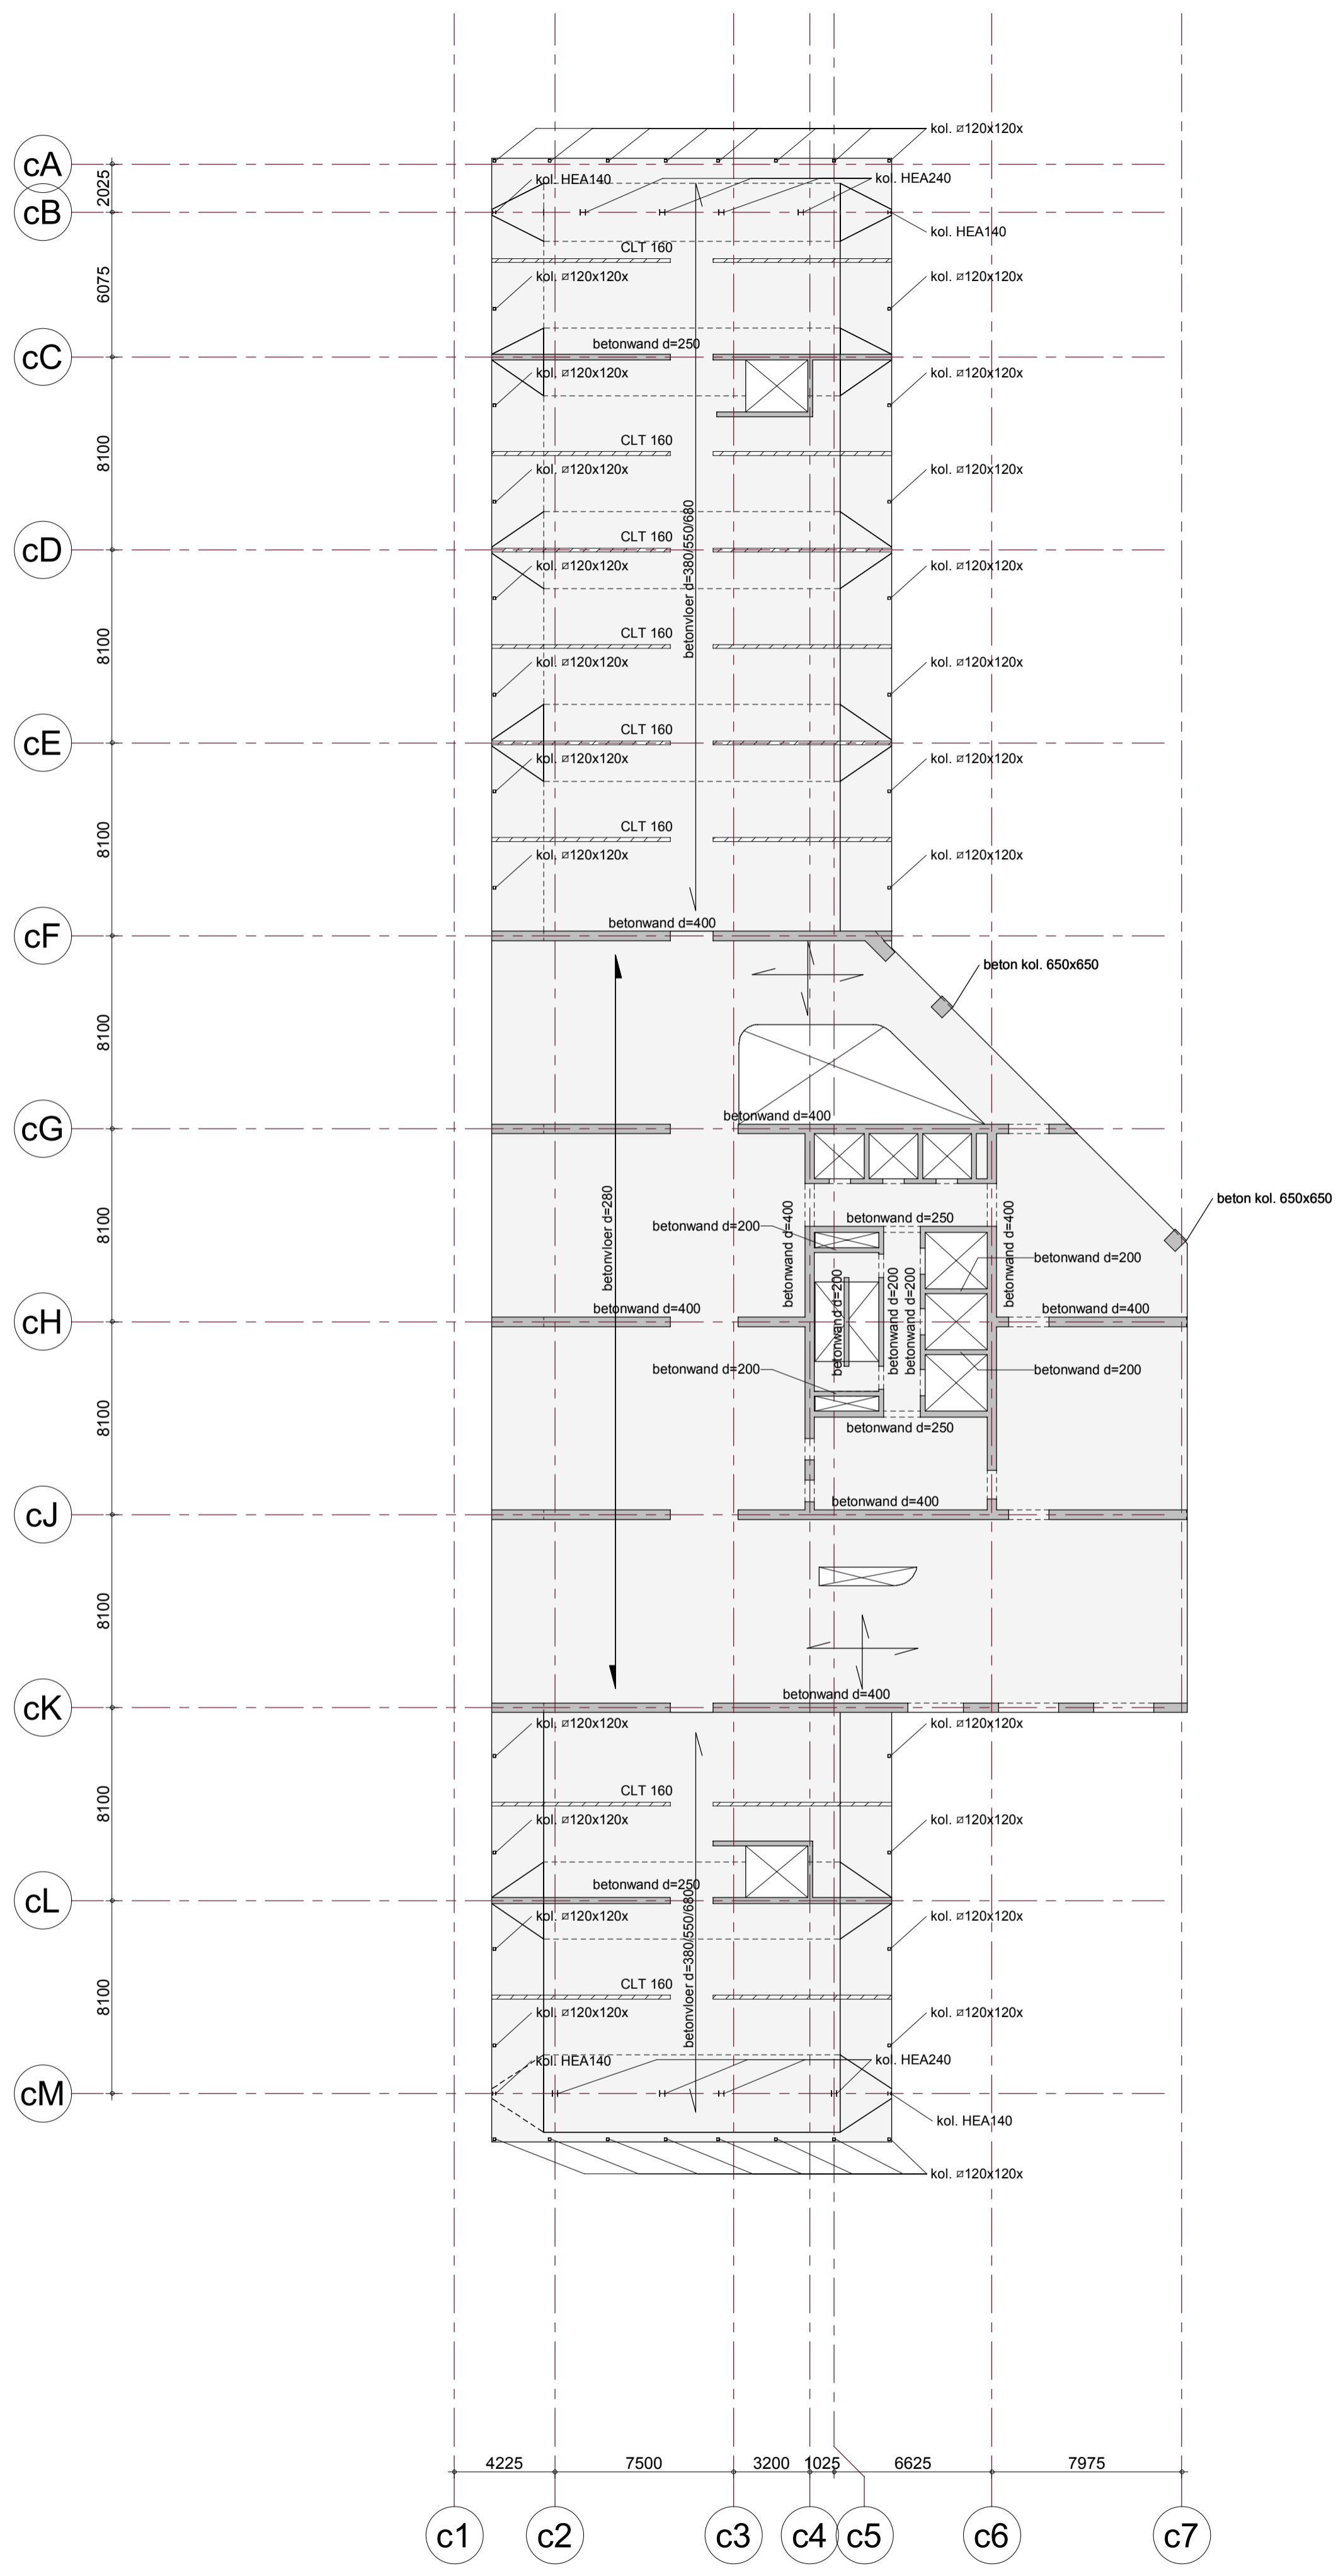 kol. ⌀120x120x
cA
2025
kol. HEA140
kol. HEA240
cB
kol. HEA140
CLT 160
6075
kol. ⌀120x120x
kol. ⌀120x120x
betonwand d=250
cC
kol. ⌀120x120x
kol. ⌀120x120x
CLT 160
8100
kol. ⌀120x120x
kol. ⌀120x120x
betonvloer d=380/550/680
CLT 160
cD
kol. ⌀120x120x
kol. ⌀120x120x
CLT 160
8100
kol. ⌀120x120x
kol. ⌀120x120x
CLT 160
cE
kol. ⌀120x120x
kol. ⌀120x120x
CLT 160
8100
kol. ⌀120x120x
kol. ⌀120x120x
betonwand d=400
cF
beton kol. 650x650
8100
betonwand d=400
cG
beton kol. 650x650
8100
betonvloer d=280
betonwand d=200
betonwand d=400
betonwand d=250
betonwand d=400
betonwand d=200
betonwand d=200
betonwand d=200
betonwand d=200
cH
betonwand d=400
betonwand d=400
betonwand d=200
betonwand d=200
8100
betonwand d=250
betonwand d=400
cJ
8100
betonwand d=400
cK
kol. ⌀120x120x
kol. ⌀120x120x
CLT 160
8100
kol. ⌀120x120x
kol. ⌀120x120x
betonwand d=250
cL
betonvloer d=380/550/680
kol. ⌀120x120x
kol. ⌀120x120x
CLT 160
8100
kol. ⌀120x120x
kol. ⌀120x120x
kol. HEA140
kol. HEA240
cM
kol. HEA140
kol. ⌀120x120x
4225
7500
3200
1025
6625
7975
c1
c2
c3
c4
c5
c6
c7